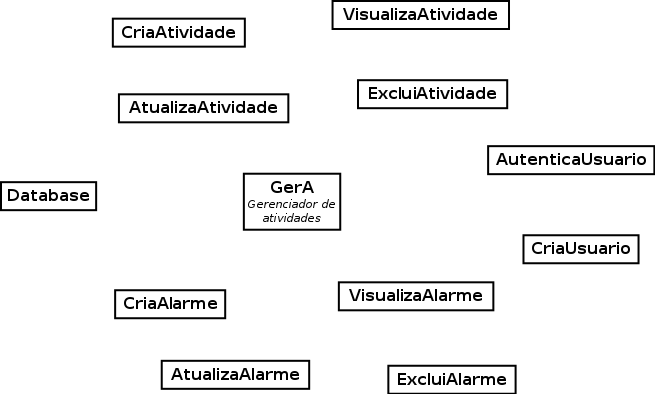 VisualizaAtividade
CriaAtividade
ExcluiAtividade
AtualizaAtividade
AutenticaUsuario
Database
GerA
Gerenciador de
atividades
CriaUsuario
VisualizaAlarme
CriaAlarme
AtualizaAlarme
ExcluiAlarme